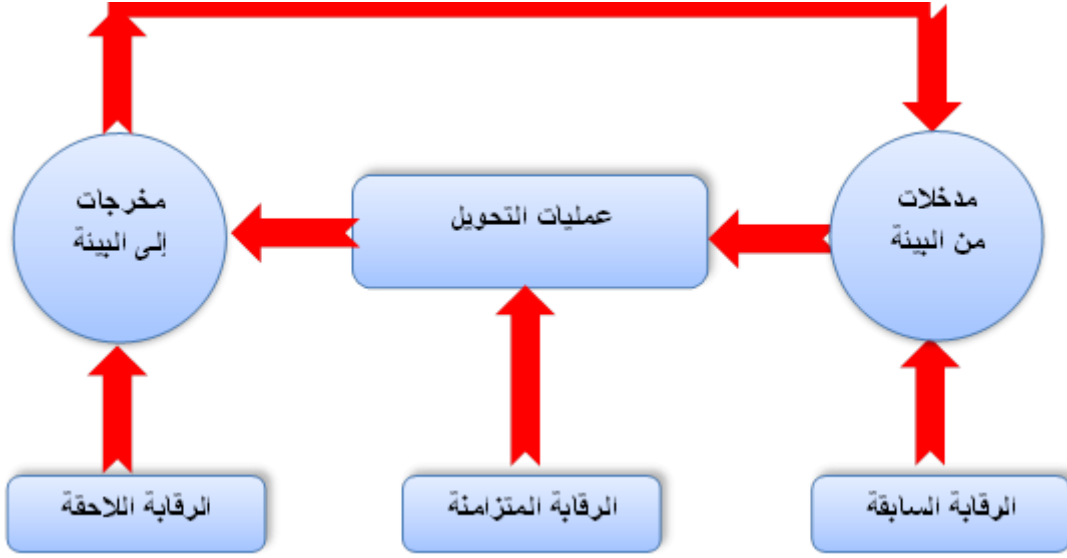 مدخلات
من البيئة
عمليات التحويل
مخرجات
إلى البيئة
الرقابة السابقة
الرقابة المتزامنة
الرقابة اللاحقة